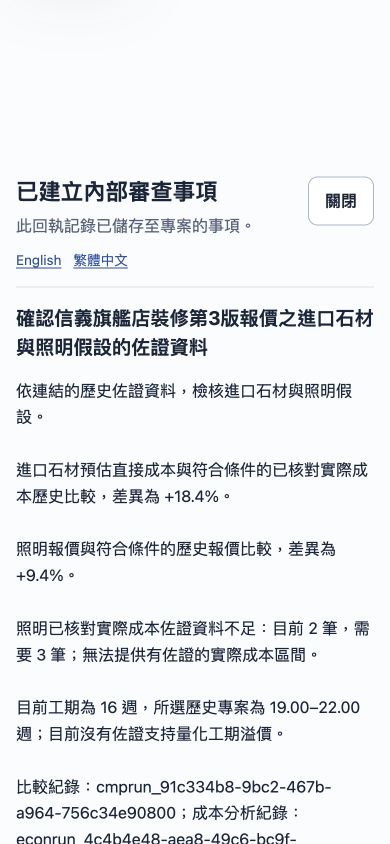 已建立內部審查事項
關閉
此回執記錄已儲存至專案的事項。
English 繁體中文
確認信義旗艦店裝修第3版報價之進口石材
與照明假設的佐證資料
依連結的歷史佐證資料，檢核進口石材與照明假
設。
進口石材預估直接成本與符合條件的已核對實際成
本歷史比較，差異為 +18.4%。
照明報價與符合條件的歷史報價比較，差異為
+9.4%。
照明已核對實際成本佐證資料不足：目前 2 筆，需
要 3 筆；無法提供有佐證的實際成本區間。
目前工期為 16 週，所選歷史專案為 19.00–22.00
週；目前沒有佐證支持量化工期溢價。
比較紀錄：cmprun_91c334b8-9bc2-467b-
a964-756c34e90800；成本分析紀錄：
econrun_4c4b4e48-aea8-49c6-bc9f-